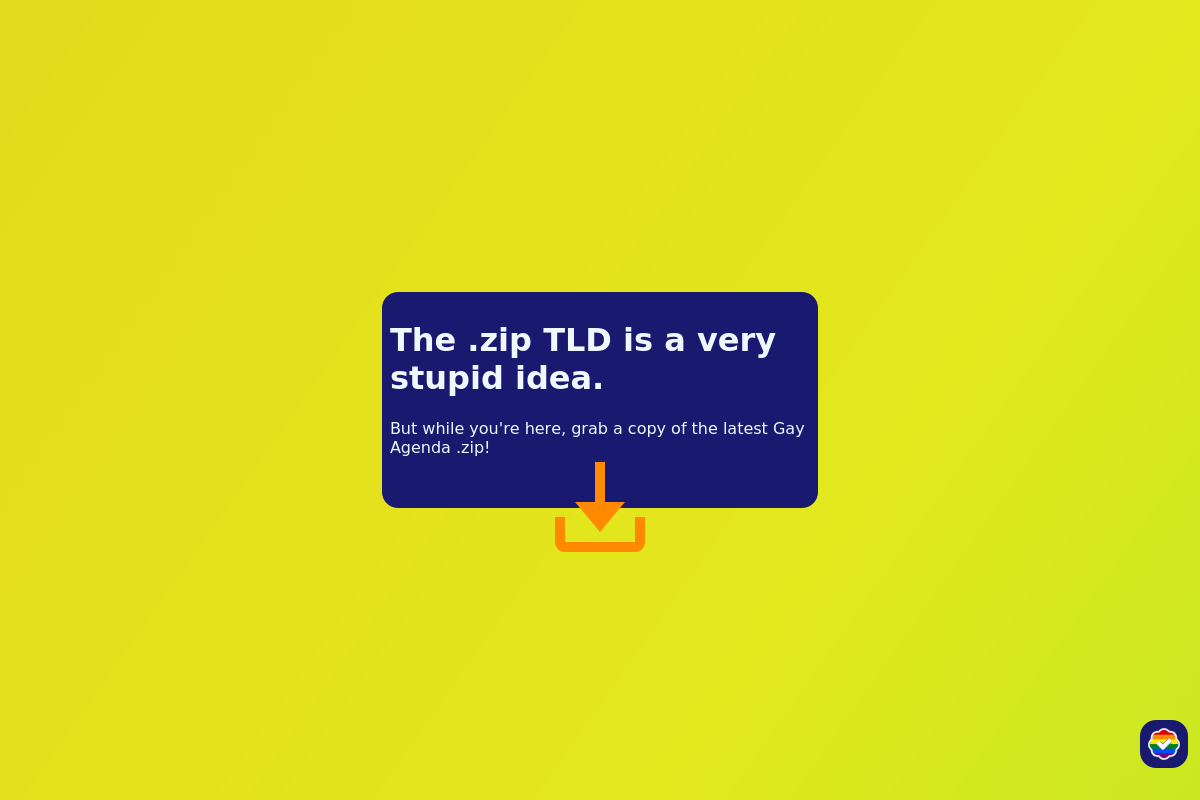 The .zip TLD is a very
stupid idea.
But while you're here, grab a copy of the latest Gay
Agenda .zip!